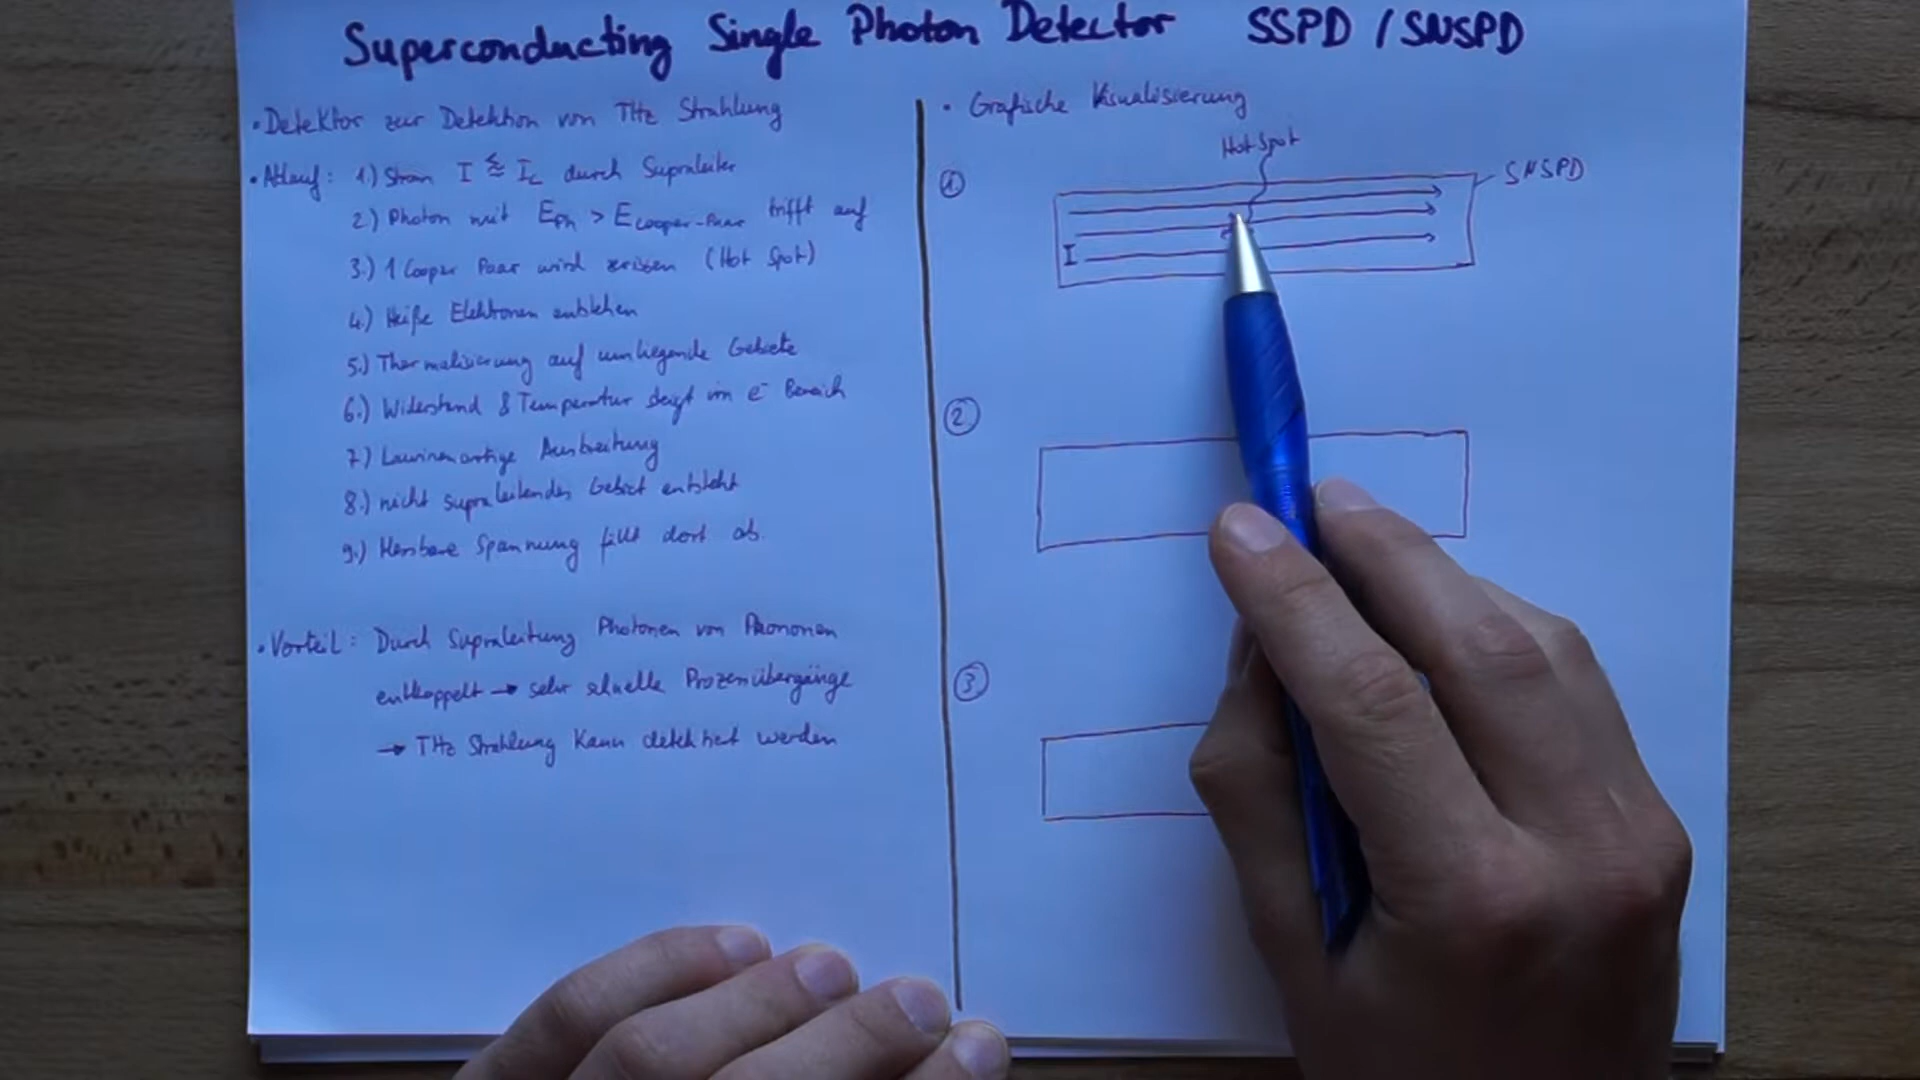 Superconducting Single Photon Detector SSPD / SNSPD
• Detektor zur Detektion von THz Strahlung
• Ablauf: 1.) Strom I ⪅ Ic durch Supraleiter
2) Photon mit EPh > ECooper-Paar trifft auf
3.) 1 Cooper Paar wird zerissen (Hot Spot)
4.) Heiße Elektronen entstehen
5.) Thermalisierung auf umliegende Gebiete
6.) Widerstand & Temperatur steigt im e⁻ Bereich
7.) Lawinenartige Ausbreitung
8.) nicht supraleitendes Gebiet entsteht
9.) Messbare Spannung fällt dort ab.
• Vorteil: Durch Supraleitung Photonen von Phononen
entkoppelt → sehr schnelle Prozessübergänge
→ THz Strahlung kann detektiert werden
• Grafische Visualisierung
Hot Spot
① SNSPD
I
②
③